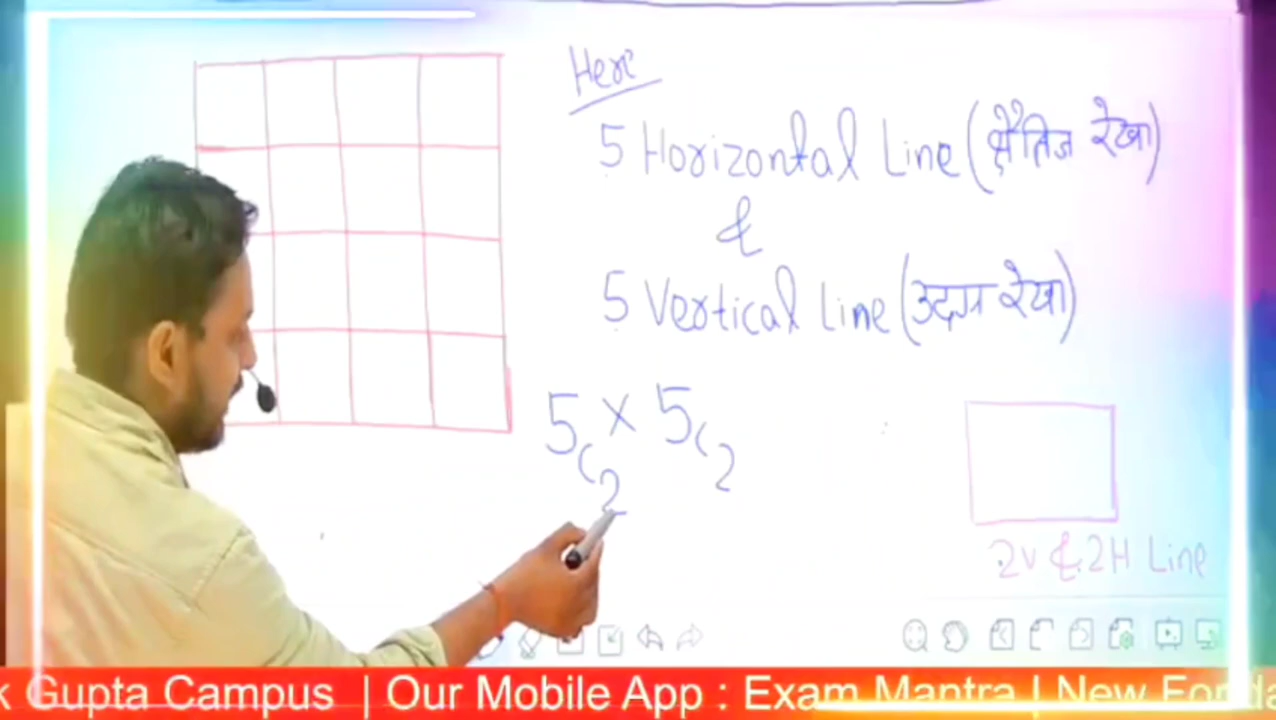 Here
5 Horizontal Line (क्षैतिज रेखा)
&
5 Vertical Line (उदग्र रेखा)
5c2 × 5c2
2V & 2H Line
k Gupta Campus | Our Mobile App : Exam Mantra | New